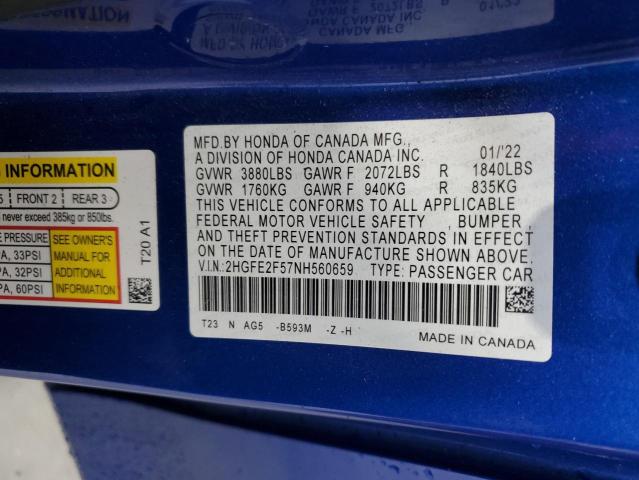 G INFORMATION
5 FRONT 2 REAR 3
never exceed 385kg or 850lbs.
PA, 33PSI
PA, 32PSI
PA, 60PSI
SEE OWNER'S
MANUAL FOR
ADDITIONAL
INFORMATION
T20 A1
MFD.BY HONDA OF CANADA MFG.,
A DIVISION OF HONDA CANADA INC. 01/'22
GVWR 3880LBS GAWR F 2072LBS R 1840LBS
GVWR 1760KG GAWR F 940KG R 835KG
THIS VEHICLE CONFORMS TO ALL APPLICABLE
FEDERAL MOTOR VEHICLE SAFETY , BUMPER ,
AND THEFT PREVENTION STANDARDS IN EFFECT
ON THE DATE OF MANUFACTURE SHOWN ABOVE.
V.I.N.: 2HGFE2F57NH560659 TYPE: PASSENGER CAR
T23 N AG5 -B593M -Z -H
MADE IN CANADA